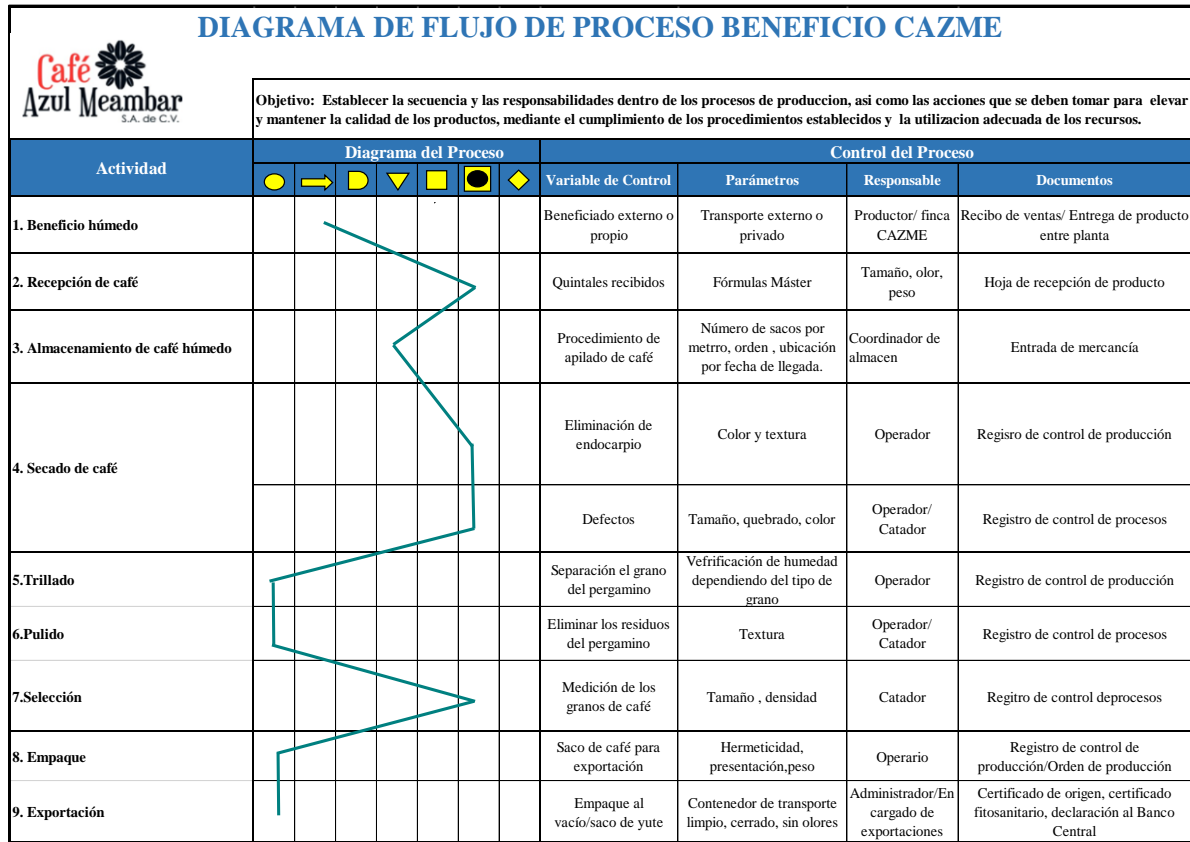 DIAGRAMA DE FLUJO DE PROCESO BENEFICIO CAZME
Café
Azul Meambar
S.A. de C.V.
Objetivo: Establecer la secuencia y las responsabilidades dentro de los procesos de produccion, asi como las acciones que se deben tomar para elevar
y mantener la calidad de los productos, mediante el cumplimiento de los procedimientos establecidos y la utilizacion adecuada de los recursos.
Actividad
Diagrama del Proceso
Control del Proceso
Variable de Control
Parámetros
Responsable
Documentos
1. Beneficio húmedo
Beneficiado externo o
propio
Transporte externo o
privado
Productor/ finca
CAZME
Recibo de ventas/ Entrega de producto
entre planta
2. Recepción de café
Quintales recibidos
Fórmulas Máster
Tamaño, olor,
peso
Hoja de recepción de producto
3. Almacenamiento de café húmedo
Procedimiento de
apilado de café
Número de sacos por
metrro, orden , ubicación
por fecha de llegada.
Coordinador de
almacen
Entrada de mercancía
4. Secado de café
Eliminación de
endocarpio
Color y textura
Operador
Regisro de control de producción
Defectos
Tamaño, quebrado, color
Operador/
Catador
Registro de control de procesos
5.Trillado
Separación el grano
del pergamino
Vefrificación de humedad
dependiendo del tipo de
grano
Operador
Registro de control de producción
6.Pulido
Eliminar los residuos
del pergamino
Textura
Operador/
Catador
Registro de control de procesos
7.Selección
Medición de los
granos de café
Tamaño , densidad
Catador
Regitro de control deprocesos
8. Empaque
Saco de café para
exportación
Hermeticidad,
presentación,peso
Operario
Registro de control de
producción/Orden de producción
9. Exportación
Empaque al
vacío/saco de yute
Contenedor de transporte
limpio, cerrado, sin olores
Administrador/En
cargado de
exportaciones
Certificado de origen, certificado
fitosanitario, declaración al Banco
Central